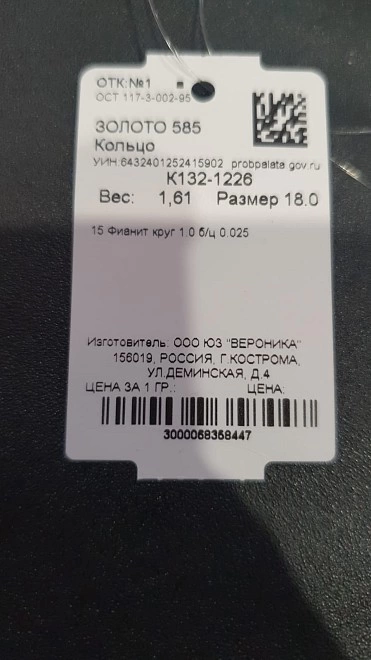 ОТК:№1
ОСТ 117-3-002-95
ЗОЛОТО 585
Кольцо
УИН:6432401252415902 probpalata.gov.ru
К132-1226
Вес: 1,61 Размер 18.0
15 Фианит круг 1.0 б/ц 0.025
Изготовитель: ООО ЮЗ "ВЕРОНИКА"
156019, РОССИЯ, Г.КОСТРОМА,
УЛ.ДЕМИНСКАЯ, Д.4
ЦЕНА ЗА 1 ГР.: ЦЕНА:
3000068358447